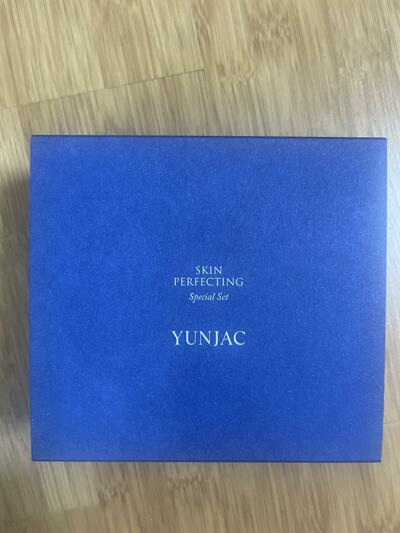 SKIN
PERFECTING
Special Set
YUNJAC